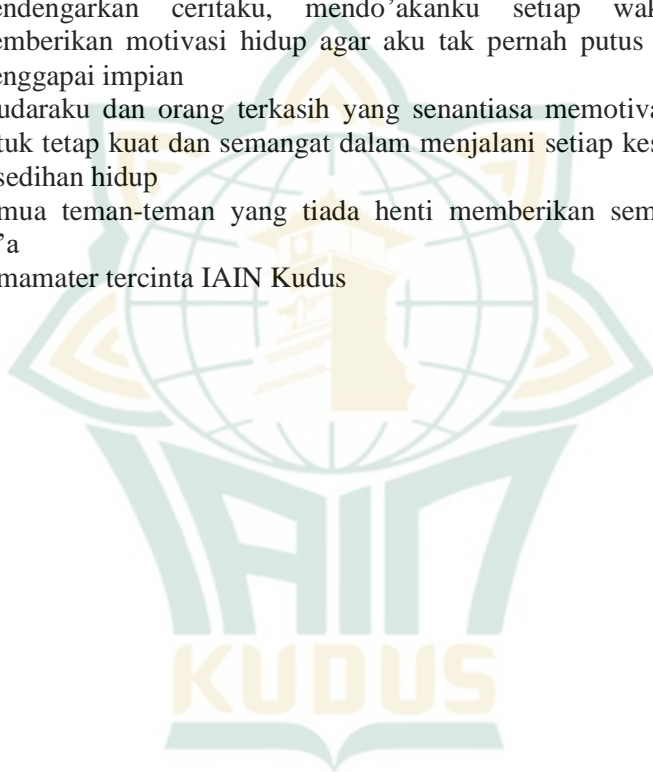 endengarkan ceritaku, mendo’akanku setiap wak
emberikan motivasi hidup agar aku tak pernah putus
enggapai impian
udaraku dan orang terkasih yang senantiasa memotiva
tuk tetap kuat dan semangat dalam menjalani setiap kes
sedihan hidup
mua teman-teman yang tiada henti memberikan sem
’a
mamater tercinta IAIN Kudus
IAIN
KUDUS